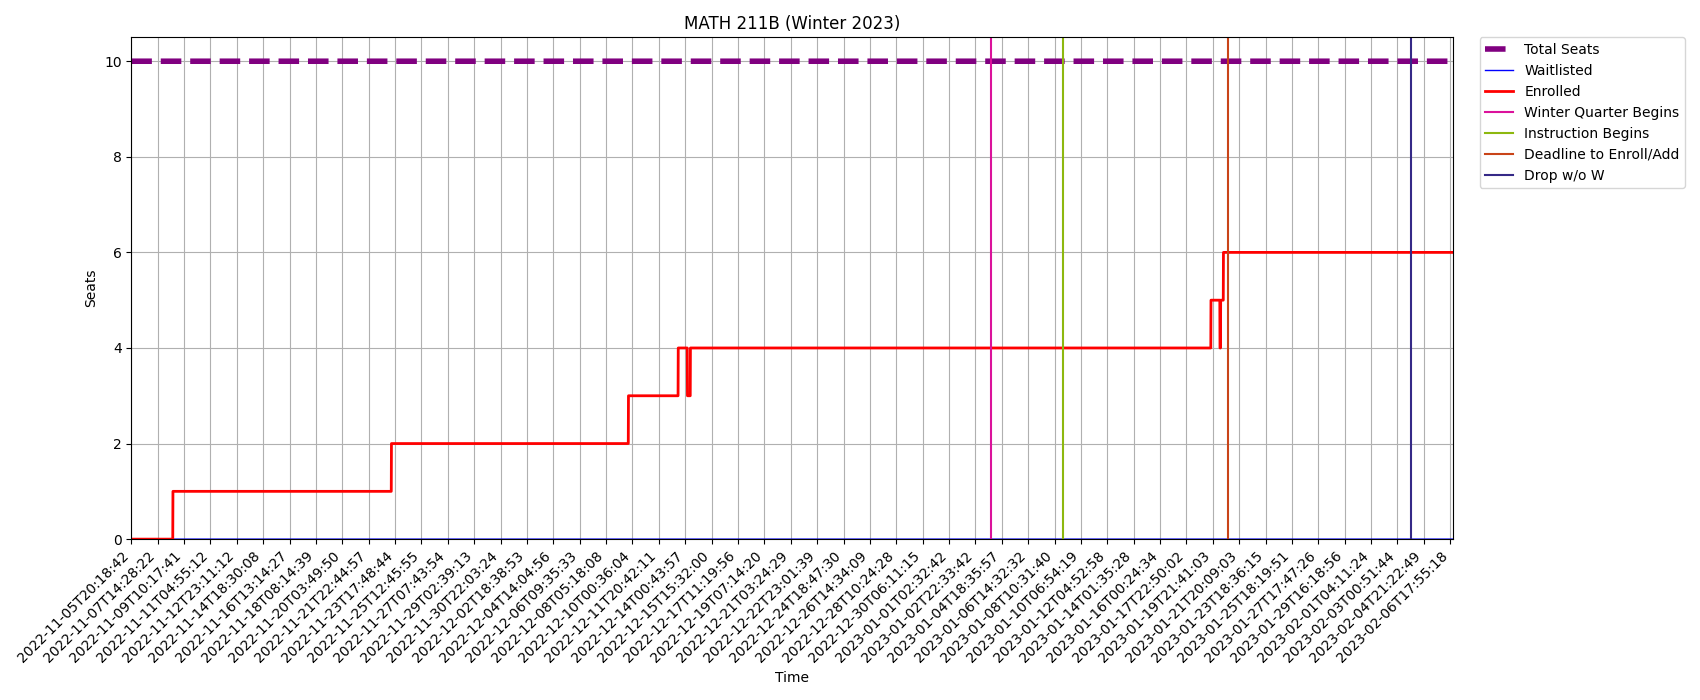 MATH 211B (Winter 2023)
Total Seats
Waitlisted
Enrolled
Winter Quarter Begins
Instruction Begins
Deadline to Enroll/Add
Drop w/o W
Seats
10
8
6
4
2
0
2022-11-05T20:18:42
2022-11-07T14:28:22
2022-11-09T10:17:41
2022-11-11T04:55:12
2022-11-12T23:11:12
2022-11-14T18:30:08
2022-11-16T13:14:27
2022-11-18T08:14:39
2022-11-20T03:49:50
2022-11-21T22:44:57
2022-11-23T17:48:44
2022-11-25T12:45:55
2022-11-27T07:43:54
2022-11-29T02:39:13
2022-11-30T22:03:24
2022-12-02T18:38:53
2022-12-04T14:04:56
2022-12-06T09:35:33
2022-12-08T05:18:08
2022-12-10T00:36:04
2022-12-11T20:42:11
2022-12-14T00:43:57
2022-12-15T15:32:00
2022-12-17T11:19:56
2022-12-19T07:14:20
2022-12-21T03:24:29
2022-12-22T23:01:39
2022-12-24T18:47:30
2022-12-26T14:34:09
2022-12-28T10:24:28
2022-12-30T06:11:15
2023-01-01T02:32:42
2023-01-02T22:33:42
2023-01-04T18:35:57
2023-01-06T14:32:32
2023-01-08T10:31:40
2023-01-10T06:54:19
2023-01-12T04:52:58
2023-01-14T01:35:28
2023-01-16T00:24:34
2023-01-17T22:50:02
2023-01-19T21:41:03
2023-01-21T20:09:03
2023-01-23T18:36:15
2023-01-25T18:19:51
2023-01-27T17:47:26
2023-01-29T16:18:56
2023-02-01T04:11:24
2023-02-03T00:51:44
2023-02-04T21:22:49
2023-02-06T17:55:18
Time